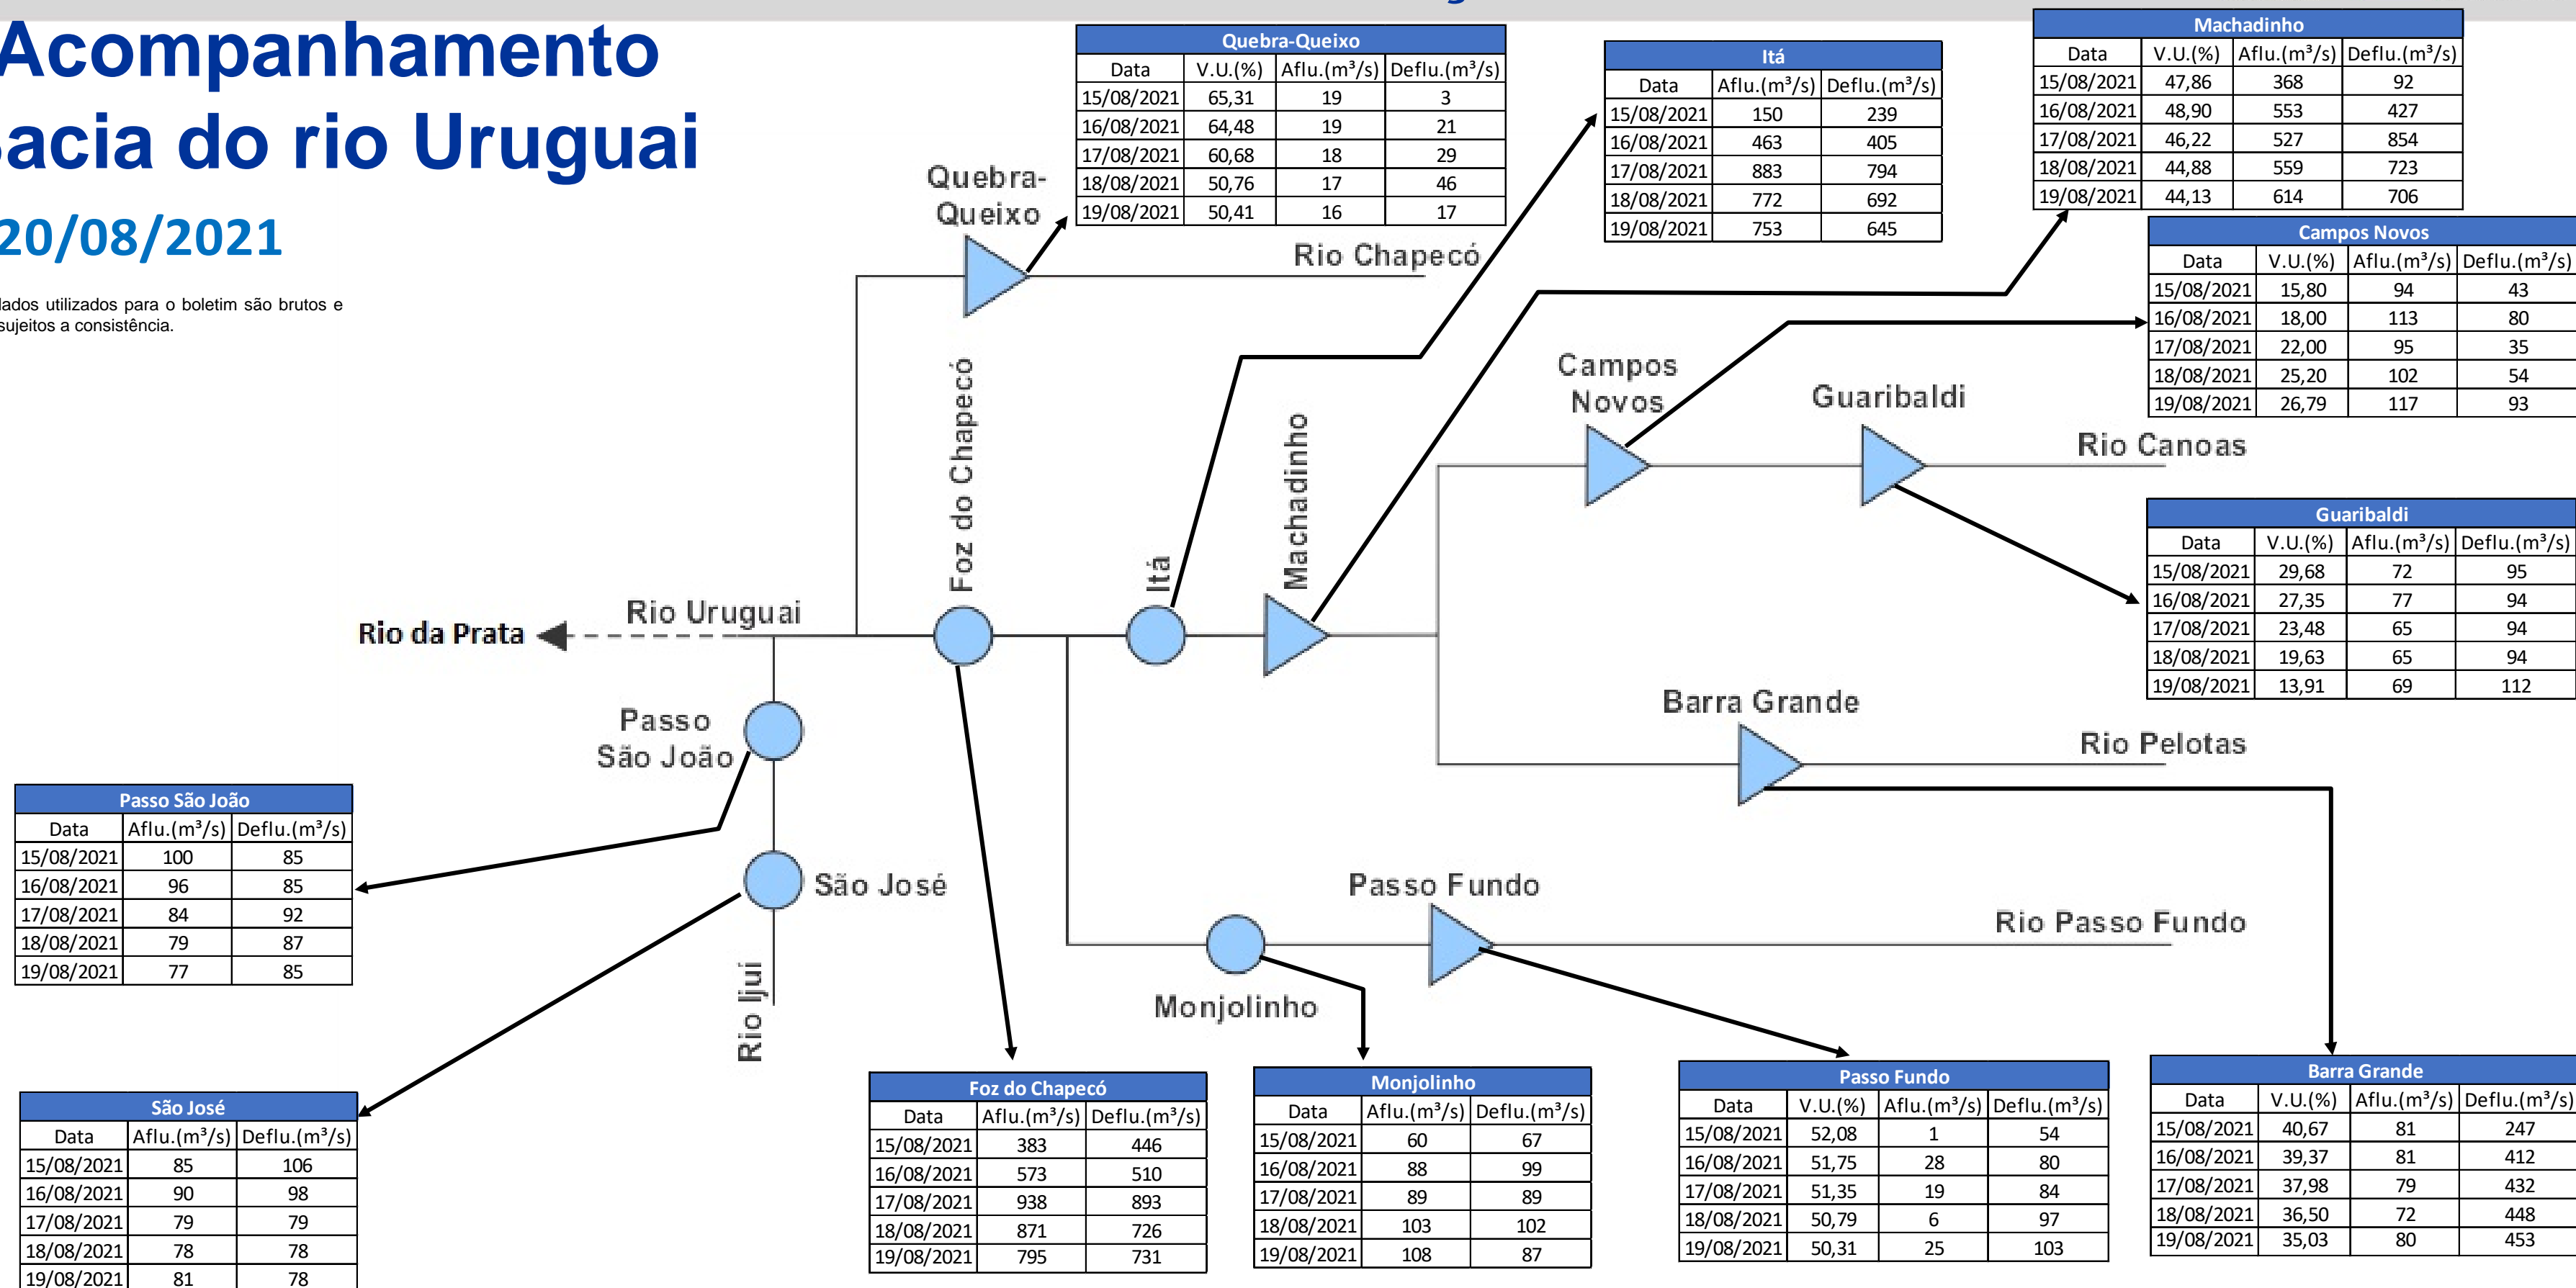 Acompanhamento
acia do rio Uruguai
20/08/2021
dados utilizados para o boletim são brutos e
sujeitos a consistência.
Quebra-Queixo
Data V.U.(%) Aflu.(m³/s) Deflu.(m³/s)
15/08/2021 65,31 19 3
16/08/2021 64,48 19 21
17/08/2021 60,68 18 29
18/08/2021 50,76 17 46
19/08/2021 50,41 16 17
Itá
Data Aflu.(m³/s) Deflu.(m³/s)
15/08/2021 150 239
16/08/2021 463 405
17/08/2021 883 794
18/08/2021 772 692
19/08/2021 753 645
Machadinho
Data V.U.(%) Aflu.(m³/s) Deflu.(m³/s)
15/08/2021 47,86 368 92
16/08/2021 48,90 553 427
17/08/2021 46,22 527 854
18/08/2021 44,88 559 723
19/08/2021 44,13 614 706
Campos Novos
Data V.U.(%) Aflu.(m³/s) Deflu.(m³/s)
15/08/2021 15,80 94 43
16/08/2021 18,00 113 80
17/08/2021 22,00 95 35
18/08/2021 25,20 102 54
19/08/2021 26,79 117 93
Quebra-
Queixo
Rio Chapecó
Foz do Chapecó
Itá
Machadinho
Campos
Novos
Guaribaldi
Rio Canoas
Guaribaldi
Data V.U.(%) Aflu.(m³/s) Deflu.(m³/s)
15/08/2021 29,68 72 95
16/08/2021 27,35 77 94
17/08/2021 23,48 65 94
18/08/2021 19,63 65 94
19/08/2021 13,91 69 112
Rio da Prata
Rio Uruguai
Passo
São João
Barra Grande
Rio Pelotas
São José
Rio Ijuí
Passo Fundo
Rio Passo Fundo
Monjolinho
Passo São João
Data Aflu.(m³/s) Deflu.(m³/s)
15/08/2021 100 85
16/08/2021 96 85
17/08/2021 84 92
18/08/2021 79 87
19/08/2021 77 85
São José
Data Aflu.(m³/s) Deflu.(m³/s)
15/08/2021 85 106
16/08/2021 90 98
17/08/2021 79 79
18/08/2021 78 78
19/08/2021 81 78
Foz do Chapecó
Data Aflu.(m³/s) Deflu.(m³/s)
15/08/2021 383 446
16/08/2021 573 510
17/08/2021 938 893
18/08/2021 871 726
19/08/2021 795 731
Monjolinho
Data Aflu.(m³/s) Deflu.(m³/s)
15/08/2021 60 67
16/08/2021 88 99
17/08/2021 89 89
18/08/2021 103 102
19/08/2021 108 87
Passo Fundo
Data V.U.(%) Aflu.(m³/s) Deflu.(m³/s)
15/08/2021 52,08 1 54
16/08/2021 51,75 28 80
17/08/2021 51,35 19 84
18/08/2021 50,79 6 97
19/08/2021 50,31 25 103
Barra Grande
Data V.U.(%) Aflu.(m³/s) Deflu.(m³/s)
15/08/2021 40,67 81 247
16/08/2021 39,37 81 412
17/08/2021 37,98 79 432
18/08/2021 36,50 72 448
19/08/2021 35,03 80 453